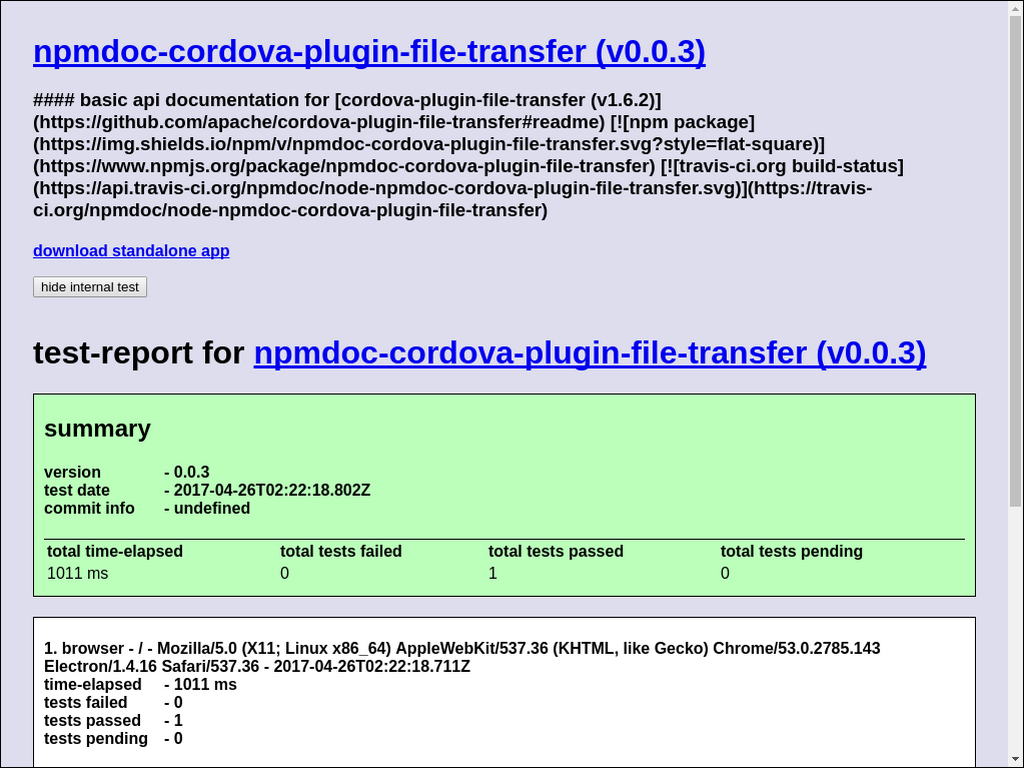 npmdoc-cordova-plugin-file-transfer (v0.0.3)
#### basic api documentation for [cordova-plugin-file-transfer (v1.6.2)]
(https://github.com/apache/cordova-plugin-file-transfer#readme) [![npm package]
(https://img.shields.io/npm/v/npmdoc-cordova-plugin-file-transfer.svg?style=flat-square)]
(https://www.npmjs.org/package/npmdoc-cordova-plugin-file-transfer) [![travis-ci.org build-status]
(https://api.travis-ci.org/npmdoc/node-npmdoc-cordova-plugin-file-transfer.svg)](https://travis-
ci.org/npmdoc/node-npmdoc-cordova-plugin-file-transfer)
download standalone app
hide internal test
test-report for npmdoc-cordova-plugin-file-transfer (v0.0.3)
summary
version - 0.0.3
test date - 2017-04-26T02:22:18.802Z
commit info - undefined
total time-elapsed total tests failed total tests passed total tests pending
1011 ms 0 1 0
1. browser - / - Mozilla/5.0 (X11; Linux x86_64) AppleWebKit/537.36 (KHTML, like Gecko) Chrome/53.0.2785.143
Electron/1.4.16 Safari/537.36 - 2017-04-26T02:22:18.711Z
time-elapsed - 1011 ms
tests failed - 0
tests passed - 1
tests pending - 0